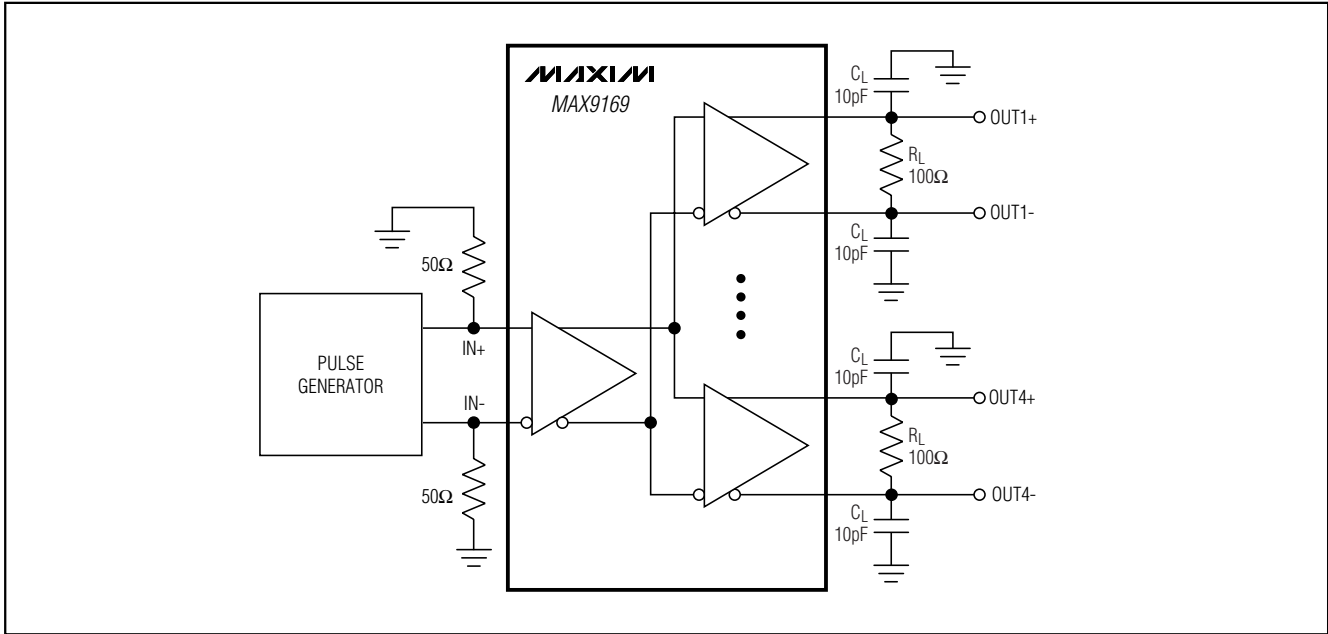 MAXIM
MAX9169
CL
10pF
OUT1+
RL
100Ω
OUT1-
CL
10pF
50Ω
IN+
PULSE
GENERATOR
IN-
50Ω
CL
10pF
OUT4+
RL
100Ω
OUT4-
CL
10pF